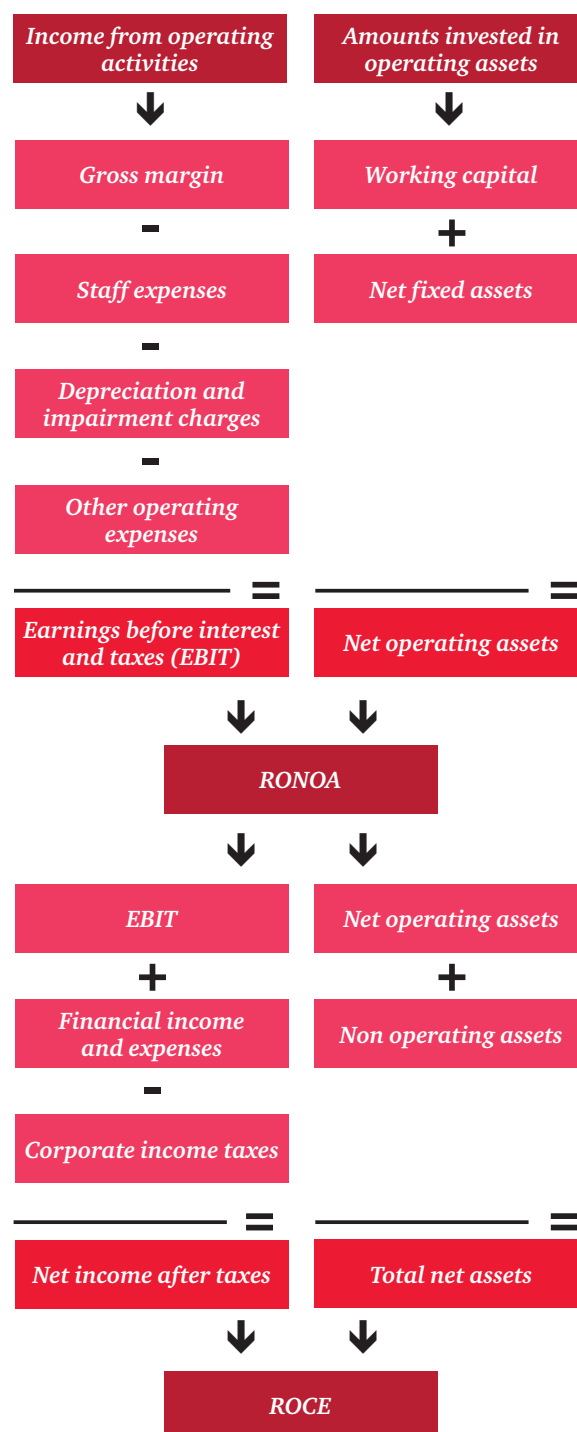 Income from operating
activities
Amounts invested in
operating assets
Gross margin
Working capital
-
+
Staff expenses
Net fixed assets
-
Depreciation and
impairment charges
-
Other operating
expenses
=
=
Earnings before interest
and taxes (EBIT)
Net operating assets
RONOA
EBIT
Net operating assets
+
+
Financial income
and expenses
Non operating assets
-
Corporate income taxes
=
=
Net income after taxes
Total net assets
ROCE